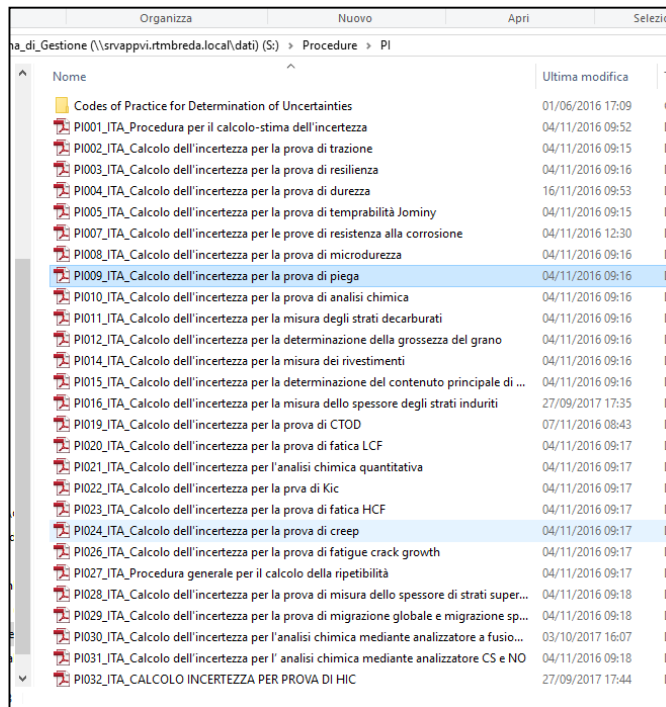 Organizza Nuovo Apri Selezio
na_di_Gestione (\\srvappvi.rtmbreda.local\dati) (S:) > Procedure > PI
Nome Ultima modifica
Codes of Practice for Determination of Uncertainties 01/06/2016 17:09
PI001_ITA_Procedura per il calcolo-stima dell'incertezza 04/11/2016 09:52
PI002_ITA_Calcolo dell'incertezza per la prova di trazione 04/11/2016 09:15
PI003_ITA_Calcolo dell'incertezza per la prova di resilienza 04/11/2016 09:16
PI004_ITA_Calcolo dell'incertezza per la prova di durezza 16/11/2016 09:53
PI005_ITA_Calcolo dell'incertezza per la prova di temprabilità Jominy 04/11/2016 09:15
PI007_ITA_Calcolo dell'incertezza per le prove di resistenza alla corrosione 04/11/2016 12:30
PI008_ITA_Calcolo dell'incertezza per la prova di microdurezza 04/11/2016 09:16
PI009_ITA_Calcolo dell'incertezza per la prova di piega 04/11/2016 09:16
PI010_ITA_Calcolo dell'incertezza per la prova di analisi chimica 04/11/2016 09:16
PI011_ITA_Calcolo dell'incertezza per la misura degli strati decarburati 04/11/2016 09:16
PI012_ITA_Calcolo dell'incertezza per la determinazione della grossezza del grano 04/11/2016 09:16
PI014_ITA_Calcolo dell'incertezza per la misura dei rivestimenti 04/11/2016 09:16
PI015_ITA_Calcolo dell'incertezza per la determinazione del contenuto principale di ... 04/11/2016 09:16
PI016_ITA_Calcolo dell'incertezza per la misura dello spessore degli strati induriti 27/09/2017 17:35
PI019_ITA_Calcolo dell'incertezza per la prova di CTOD 07/11/2016 08:43
PI020_ITA_Calcolo dell'incertezza per la prova di fatica LCF 04/11/2016 09:17
PI021_ITA_Calcolo dell'incertezza per l'analisi chimica quantitativa 04/11/2016 09:17
PI022_ITA_Calcolo dell'incertezza per la prva di Kic 04/11/2016 09:17
PI023_ITA_Calcolo dell'incertezza per la prova di fatica HCF 04/11/2016 09:17
PI024_ITA_Calcolo dell'incertezza per la prova di creep 04/11/2016 09:17
PI026_ITA_Calcolo dell'incertezza per la prova di fatigue crack growth 04/11/2016 09:17
PI027_ITA_Procedura generale per il calcolo della ripetibilità 04/11/2016 09:17
PI028_ITA_Calcolo dell'incertezza per la prova di misura dello spessore di strati super... 04/11/2016 09:18
PI029_ITA_Calcolo dell'incertezza per la prova di migrazione globale e migrazione sp... 04/11/2016 09:18
PI030_ITA_Calcolo dell'incertezza per l'analisi chimica mediante analizzatore a fusio... 03/10/2017 16:07
PI031_ITA_Calcolo dell'incertezza per l' analisi chimica mediante analizzatore CS e NO 04/11/2016 09:18
PI032_ITA_CALCOLO INCERTEZZA PER PROVA DI HIC 27/09/2017 17:44